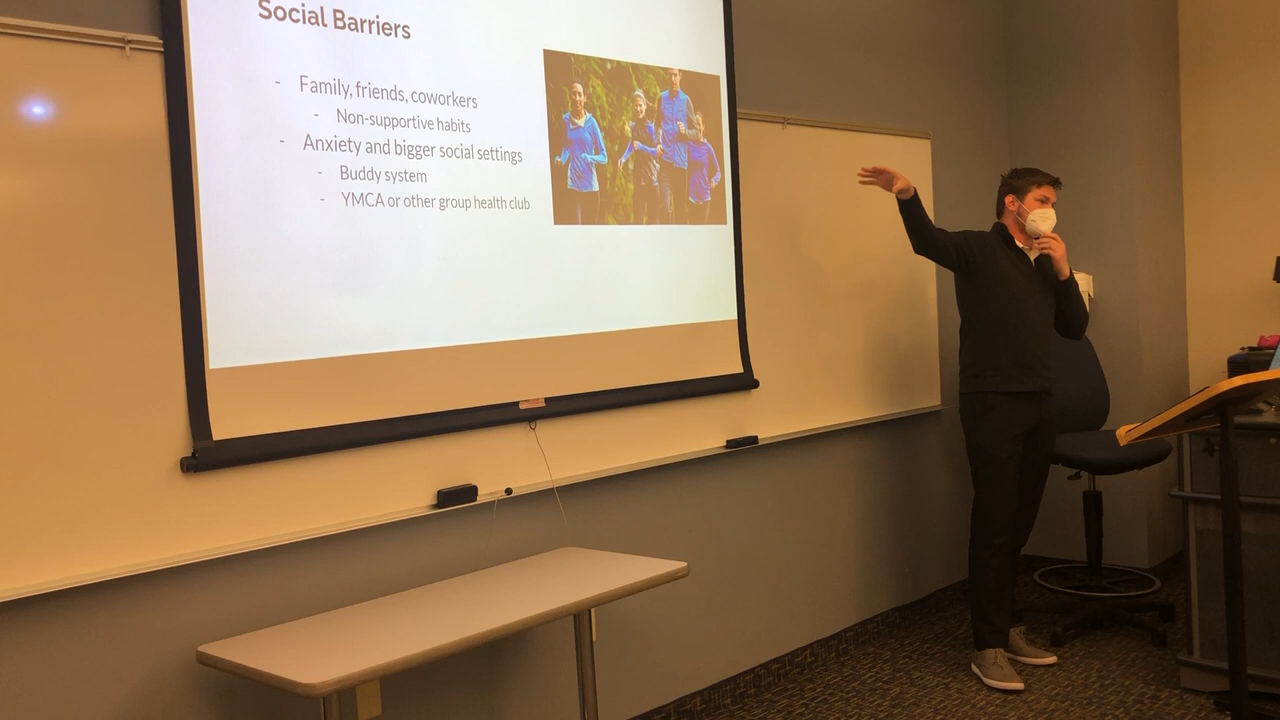 Social Barriers
- Family, friends, coworkers
- Non-supportive habits
- Anxiety and bigger social settings
- Buddy system
- YMCA or other group health club